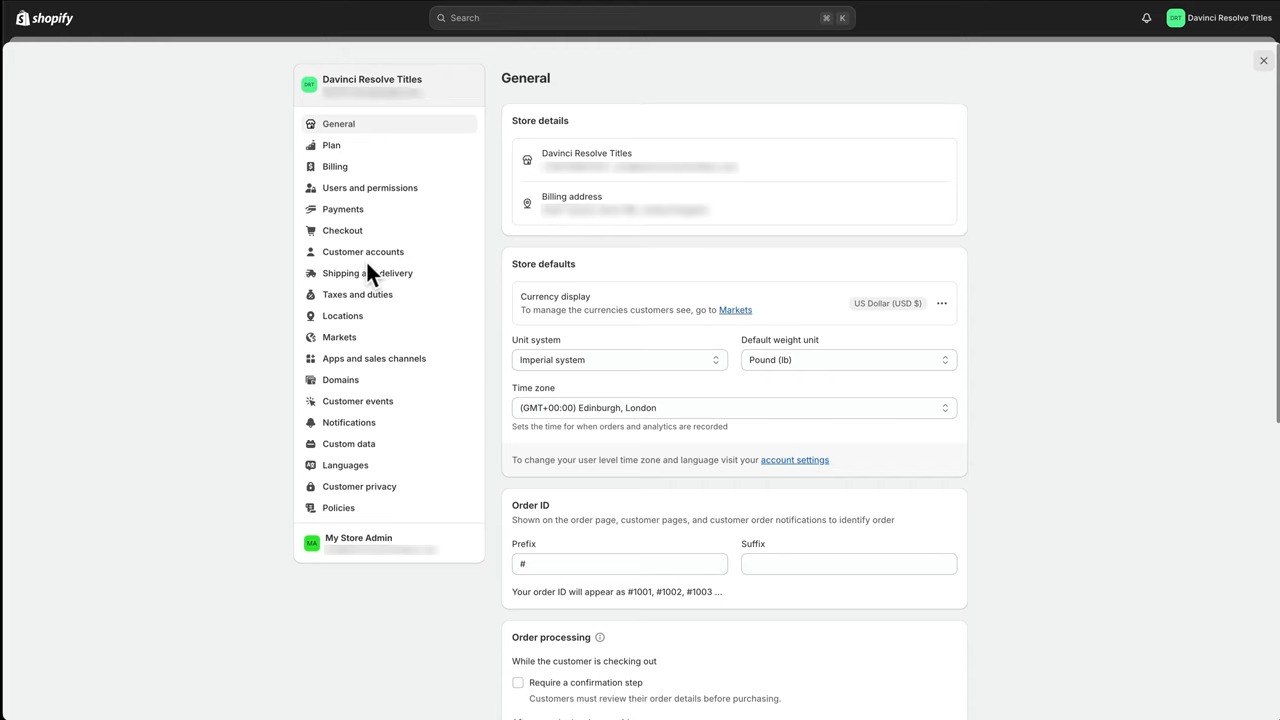 shopify
Search
⌘ K
DRT
Davinci Resolve Titles
DRT
Davinci Resolve Titles
General
Plan
Billing
Users and permissions
Payments
Checkout
Customer accounts
Shipping a delivery
Taxes and duties
Locations
Markets
Apps and sales channels
Domains
Customer events
Notifications
Custom data
Languages
Customer privacy
Policies
MA
My Store Admin
General
Store details
Davinci Resolve Titles
Billing address
Store defaults
Currency display
US Dollar (USD $)
To manage the currencies customers see, go to Markets
Unit system
Default weight unit
Imperial system
Pound (lb)
Time zone
(GMT+00:00) Edinburgh, London
Sets the time for when orders and analytics are recorded
To change your user level time zone and language visit your account settings
Order ID
Shown on the order page, customer pages, and customer order notifications to identify order
Prefix
Suffix
#
Your order ID will appear as #1001, #1002, #1003 ...
Order processing
While the customer is checking out
Require a confirmation step
Customers must review their order details before purchasing.